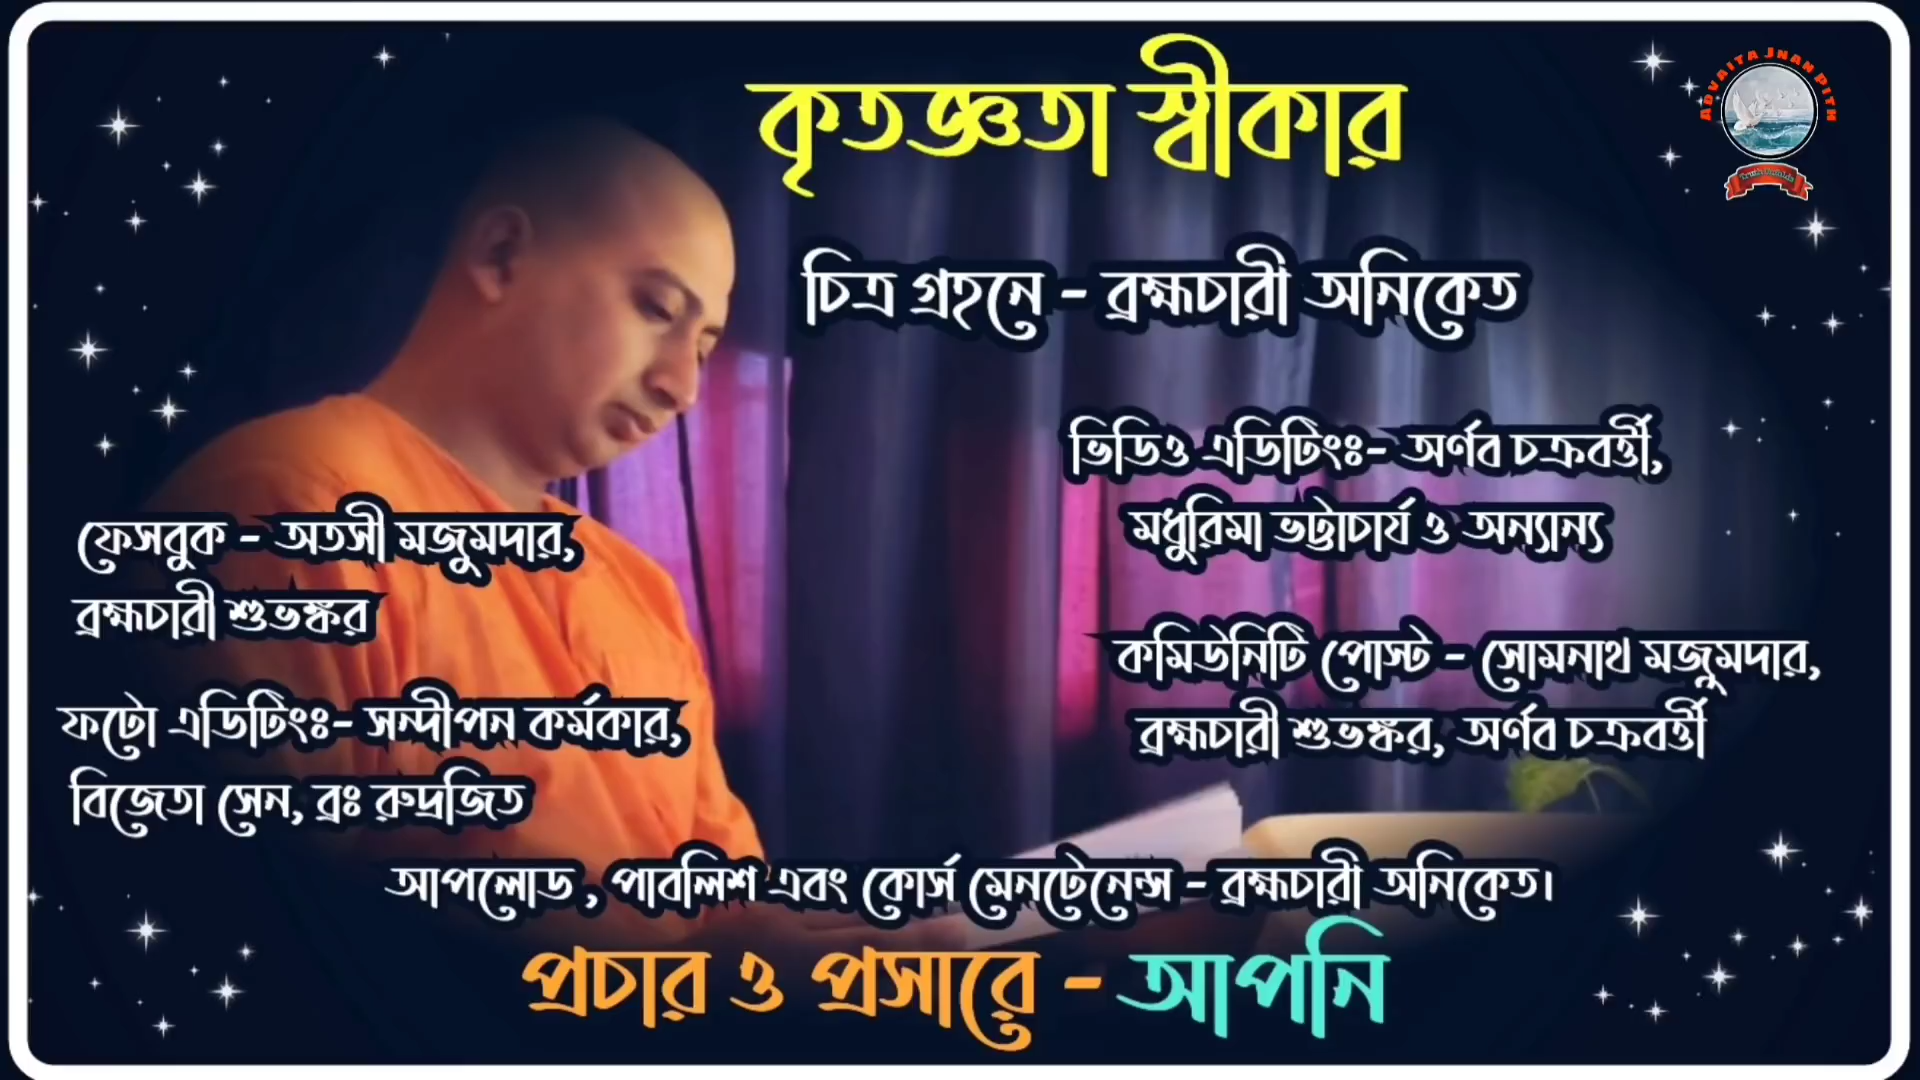 কৃতজ্ঞতা স্বীকার
ADVAITA JNAN PITH
চিত্র গ্রহনে - ব্রহ্মচারী অনিকেত
ভিডিও এডিটিংঃ- অর্ণব চক্রবর্ত্তী,
মধুরিমা ভট্টাচার্য ও অন্যান্য
ফেসবুক - অতসী মজুমদার,
ব্রহ্মচারী শুভঙ্কর
কমিউনিটি পোস্ট - সোমনাথ মজুমদার,
ব্রহ্মচারী শুভঙ্কর, অর্ণব চক্রবর্ত্তী
ফটো এডিটিংঃ- সন্দীপন কর্মকার,
বিজেতা সেন, ব্রঃ রুদ্রজিত
আপলোড , পাবলিশ এবং কোর্স মেনটেনেন্স - ব্রহ্মচারী অনিকেত।
প্রচার ও প্রসারে - আপনি